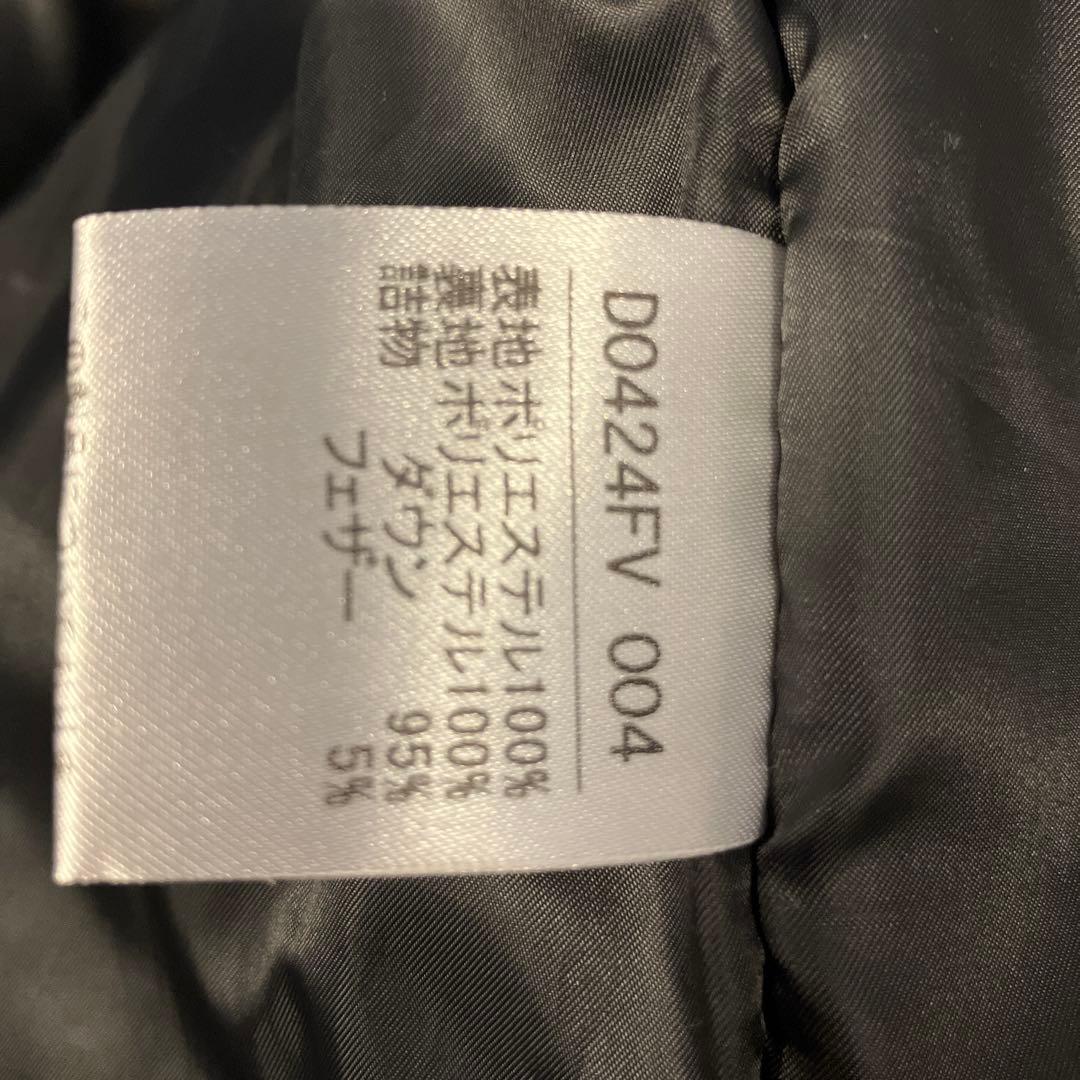 D0424FV 004
表地 ポリエステル100%
裏地 ポリエステル100%
詰物 ダウン 95%
フェザー 5%